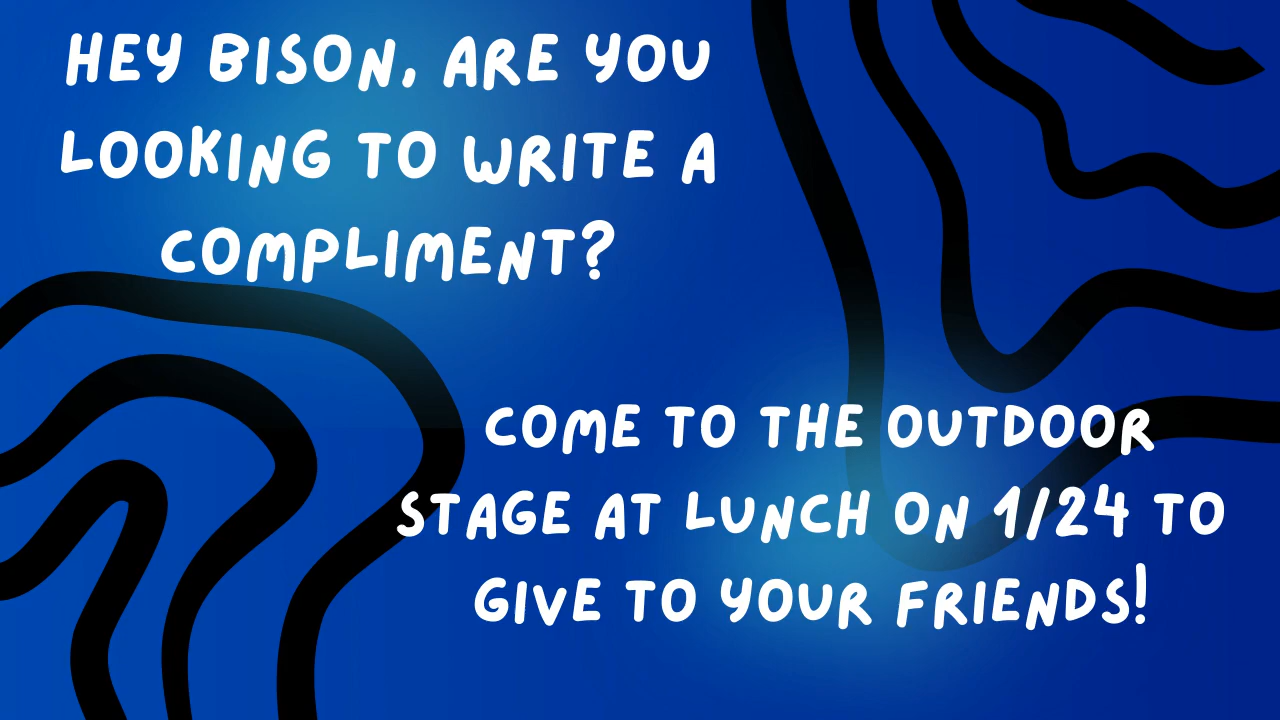 HEY BISON, ARE YOU
LOOKING TO WRITE A
COMPLIMENT?
COME TO THE OUTDOOR
STAGE AT LUNCH ON 1/24 TO
GIVE TO YOUR FRIENDS!